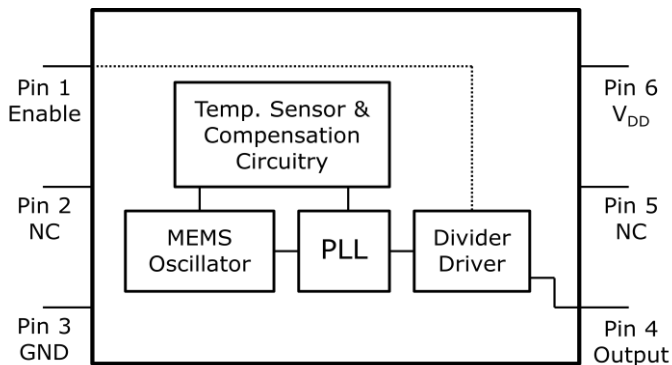 Pin 1
Enable
Pin 2
NC
Pin 3
GND
Temp. Sensor &
Compensation
Circuitry
MEMS
Oscillator
PLL
Divider
Driver
Pin 6
VDD
Pin 5
NC
Pin 4
Output